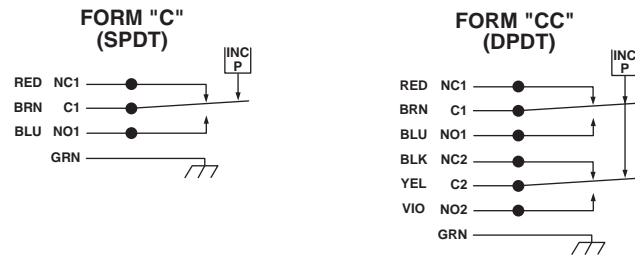 FORM "C"
(SPDT)
INC
P
RED NC1
BRN C1
BLU NO1
GRN
FORM "CC"
(DPDT)
INC
P
RED NC1
BRN C1
BLU NO1
BLK NC2
YEL C2
VIO NO2
GRN